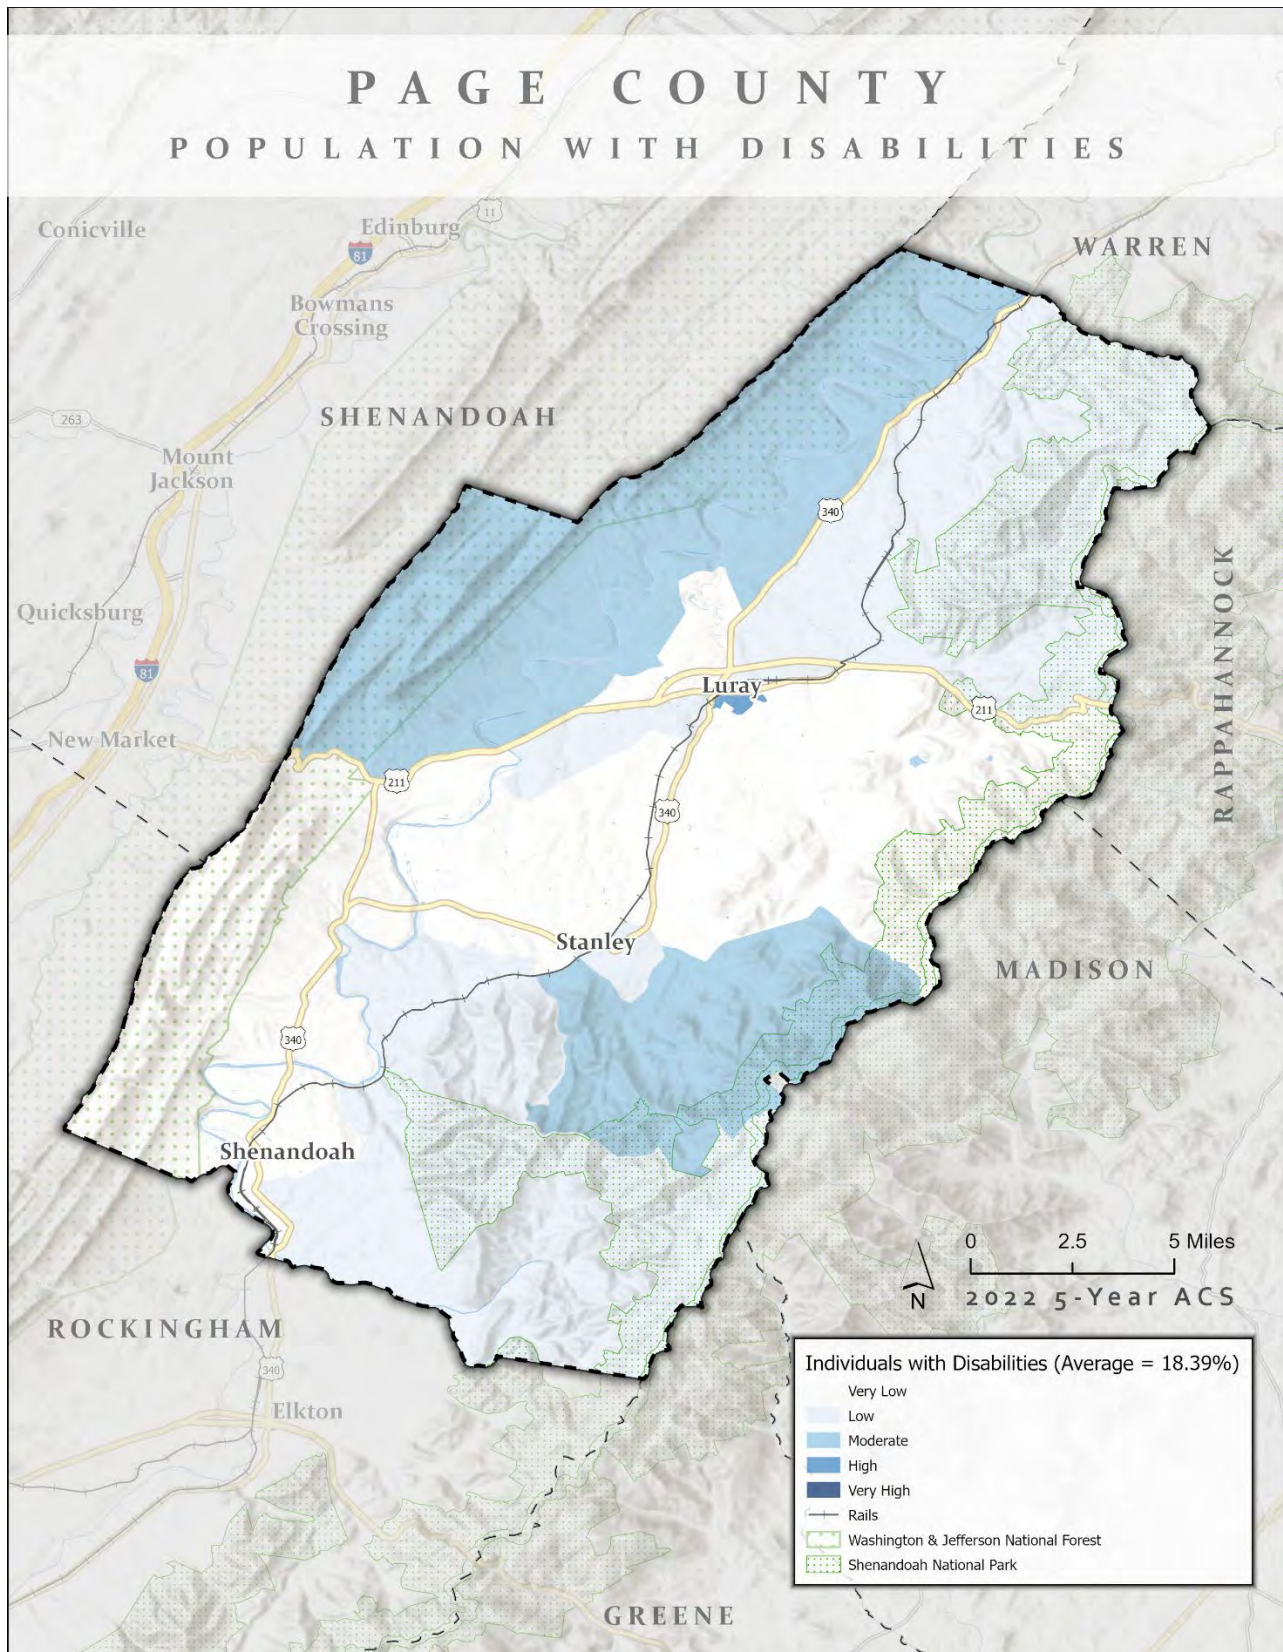 PAGE COUNTY
POPULATION WITH DISABILITIES
11
Conicville
Edinburg
WARREN
81
Bowmans
Crossing
SHENANDOAH
263
Mount
Jackson
340
Quicksburg
RAPPAHANNOCK
81
Luray
211
New Market
211
340
Stanley
MADISON
340
Shenandoah
0 2.5 5 Miles
N
2022 5-Year ACS
ROCKINGHAM
340
Elkton
Individuals with Disabilities (Average = 18.39%)
Very Low
Low
Moderate
High
Very High
Rails
Washington & Jefferson National Forest
Shenandoah National Park
GREENE